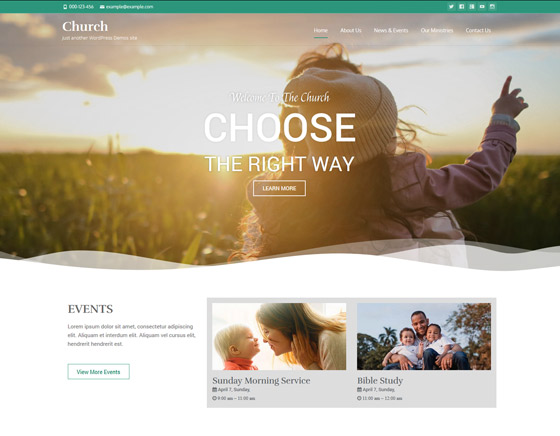 000-123-456 example@example.com
Church
Just another WordPress Demos site
Home About Us News & Events Our Ministries Contact Us
Welcome To The Church
CHOOSE
THE RIGHT WAY
LEARN MORE
EVENTS
Lorem ipsum dolor sit amet, consectetur adipiscing
elit. Aliquam et elementum elit. Aliquam vel cursus elit,
hendrerit hendrerit est.
View More Events
Sunday Morning Service
April 7, Sunday,
9:00 am – 11:00 am
Bible Study
April 7, Sunday,
11:00 am – 12:00 am